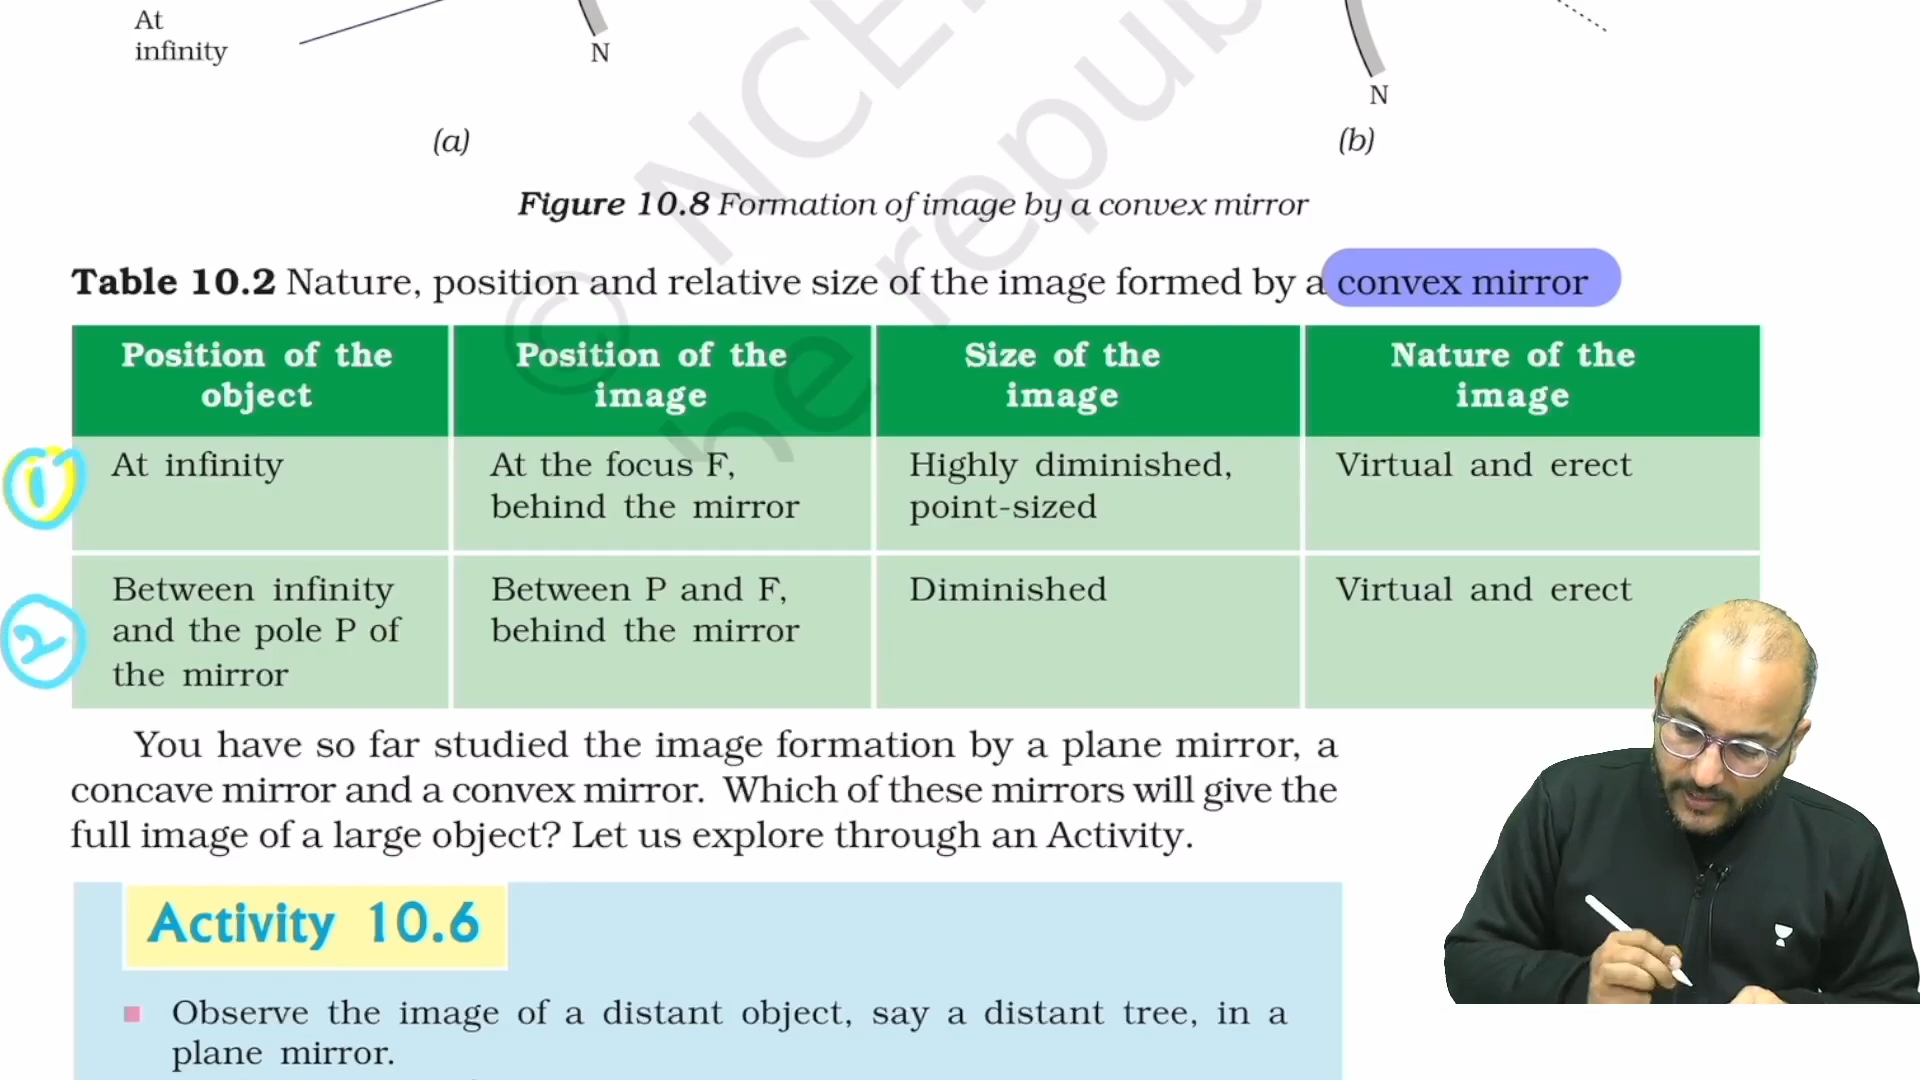 At
infinity
N
N
(a)
(b)
Figure 10.8 Formation of image by a convex mirror
Table 10.2 Nature, position and relative size of the image formed by a convex mirror
Position of the object
Position of the image
Size of the image
Nature of the image
1
At infinity
At the focus F,
behind the mirror
Highly diminished,
point-sized
Virtual and erect
2
Between infinity
and the pole P of
the mirror
Between P and F,
behind the mirror
Diminished
Virtual and erect
You have so far studied the image formation by a plane mirror, a
concave mirror and a convex mirror. Which of these mirrors will give the
full image of a large object? Let us explore through an Activity.
Activity 10.6
Observe the image of a distant object, say a distant tree, in a
plane mirror.